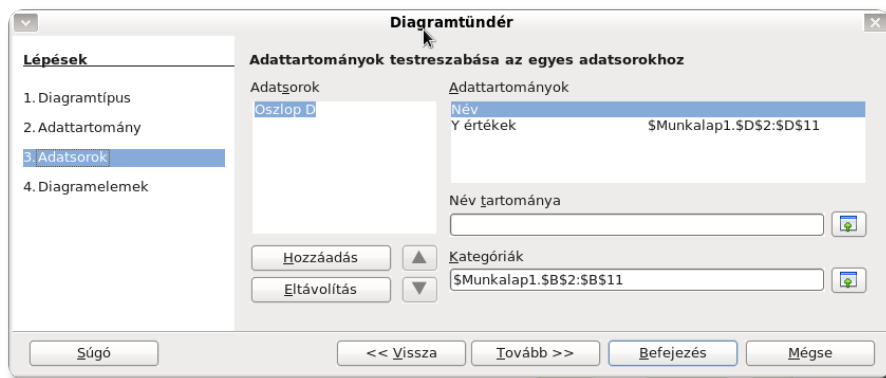 Diagramtündér
Lépések
1. Diagramtípus
2. Adattartomány
3. Adatsorok
4. Diagramelemek
Adattartományok testreszabása az egyes adatsorokhoz
Adatsorok
Oszlop D
Hozzáadás
Eltávolítás
Adattartományok
Név
Y értékek $Munkalap1.$D$2:$D$11
Név tartománya
Kategóriák
$Munkalap1.$B$2:$B$11
Súgó
<< Vissza
Tovább >>
Befejezés
Mégse